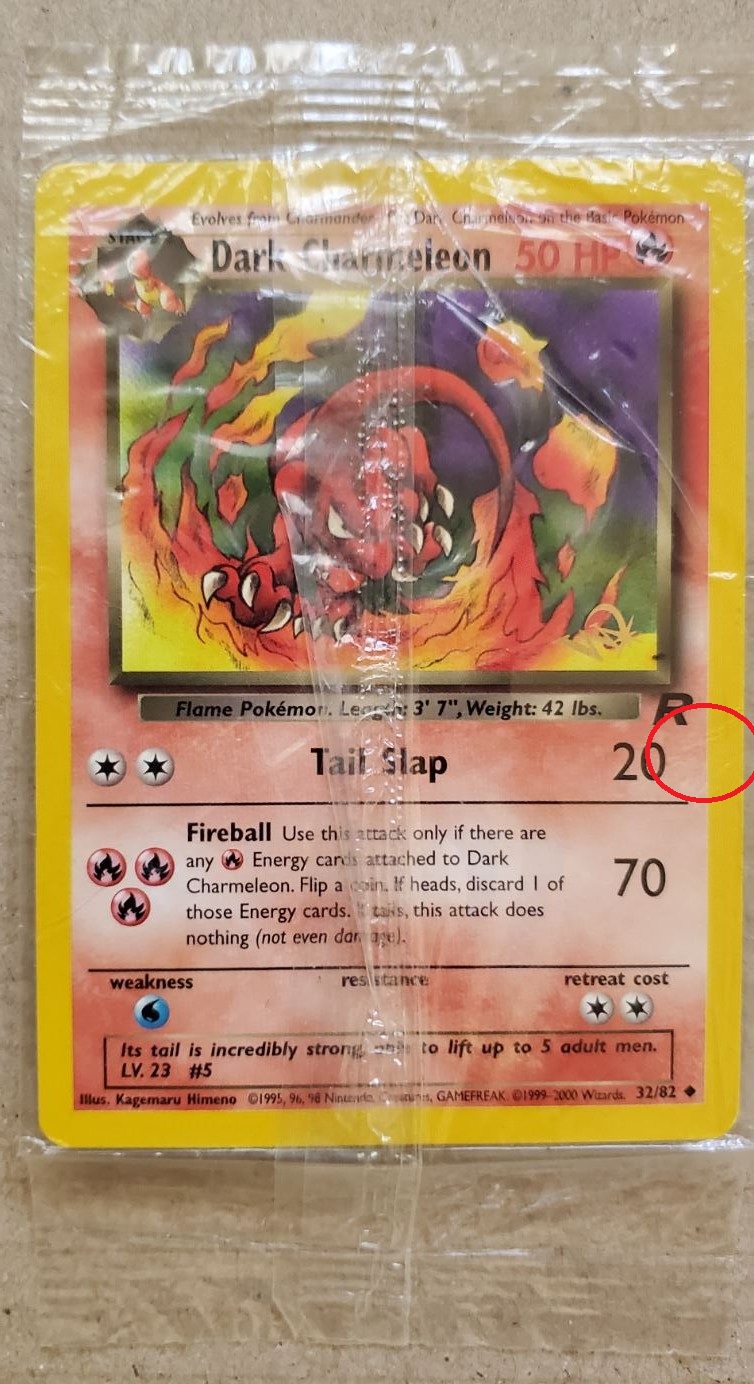 Evolves from Charmander Put Dark Charmeleon on the Basic Pokémon
STAGE
Dark Charmeleon 50 HP
Flame Pokémon. Length: 3' 7", Weight: 42 lbs.
R
Tail Slap 20
Fireball Use this attack only if there are
any Energy cards attached to Dark
Charmeleon. Flip a coin. If heads, discard 1 of
those Energy cards. If tails, this attack does
nothing (not even damage).
70
weakness resistance retreat cost
Its tail is incredibly strong, able to lift up to 5 adult men.
LV. 23 #5
Illus. Kagemaru Himeno ©1995, 96, 98 Nintendo, Creatures, GAMEFREAK. ©1999-2000 Wizards. 32/82